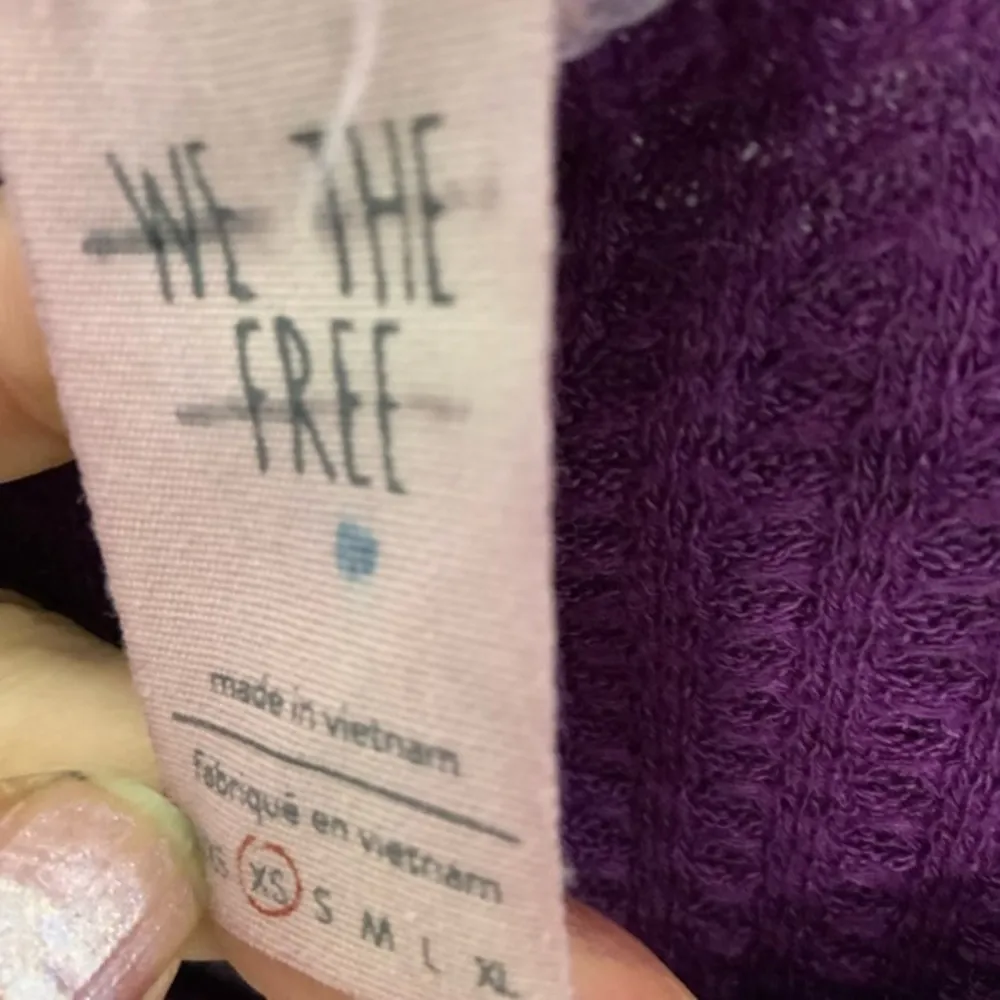 WE THE
FREE
made in vietnam
Fabriqué en vietnam
XS S M L XL